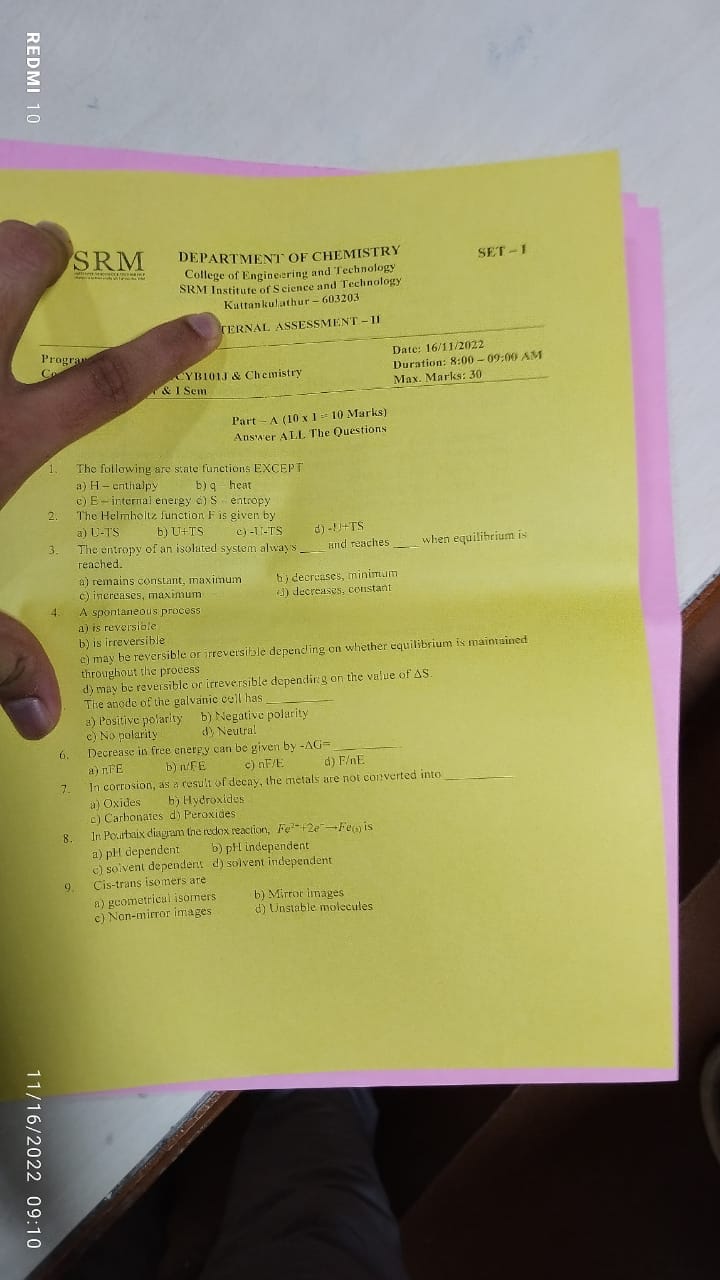 REDMI 10
SRM
DEPARTMENT OF CHEMISTRY
College of Engineering and Technology
SRM Institute of Science and Technology
Kattankulathur – 603203
SET – 1
TERNAL ASSESSMENT – II
Progra
Co
CYB101J & Chemistry
& I Sem
Date: 16/11/2022
Duration: 8:00 – 09:00 AM
Max. Marks: 30
Part – A (10 x 1 = 10 Marks)
Answer ALL The Questions
1. The following are state functions EXCEPT
a) H – enthalpy b) q heat
c) E – internal energy d) S - entropy
2. The Helmholtz function F is given by
a) U-TS b) U+TS c) -U-TS d) -U+TS
3. The entropy of an isolated system always ____ and reaches ____ when equilibrium is
reached.
a) remains constant, maximum b) decreases, minimum
c) increases, maximum d) decreases, constant
4. A spontaneous process
a) is reversible
b) is irreversible
c) may be reversible or irreversible depending on whether equilibrium is maintained
throughout the process
d) may be reversible or irreversible depending on the value of ΔS.
The anode of the galvanic cell has __________
a) Positive polarity b) Negative polarity
c) No polarity d) Neutral
6. Decrease in free energy can be given by -ΔG= __________
a) nFE b) n/FE c) nF/E d) F/nE
7. In corrosion, as a result of decay, the metals are not converted into __________
a) Oxides b) Hydroxides
c) Carbonates d) Peroxides
8. In Pourbaix diagram the redox reaction, Fe²⁺+2e⁻→Fe(s) is
a) pH dependent b) pH independent
c) solvent dependent d) solvent independent
9. Cis-trans isomers are
a) geometrical isomers b) Mirror images
c) Non-mirror images d) Unstable molecules
11/16/2022 09:10